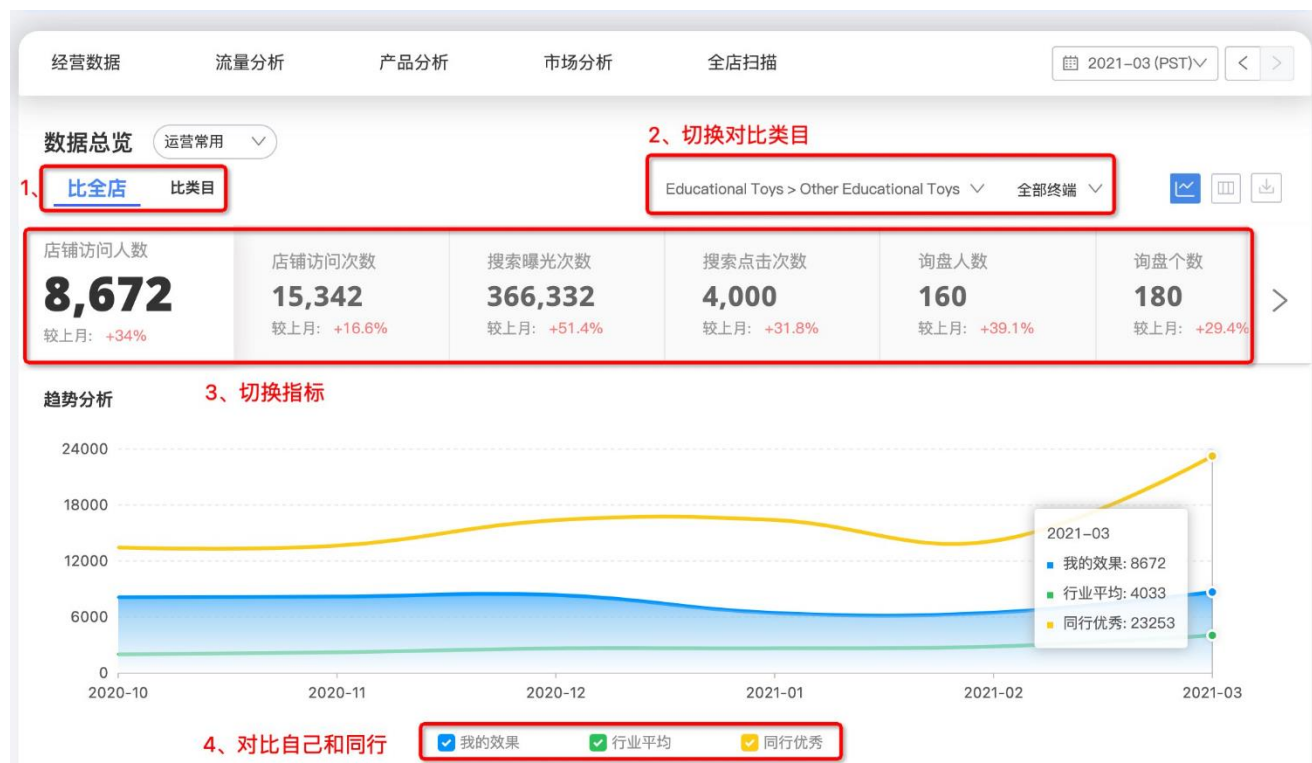 经营数据 流量分析 产品分析 市场分析 全店扫描 2021-03 (PST)
数据总览 运营常用
2、切换对比类目
1、 比全店 比类目 Educational Toys > Other Educational Toys 全部终端
店铺访问人数 店铺访问次数 搜索曝光次数 搜索点击次数 询盘人数 询盘个数
8,672 15,342 366,332 4,000 160 180
较上月: +34% 较上月: +16.6% 较上月: +51.4% 较上月: +31.8% 较上月: +39.1% 较上月: +29.4%
趋势分析 3、切换指标
24000
18000
2021-03
12000
我的效果: 8672
行业平均: 4033
6000
同行优秀: 23253
0
2020-10 2020-11 2020-12 2021-01 2021-02 2021-03
4、对比自己和同行 我的效果 行业平均 同行优秀